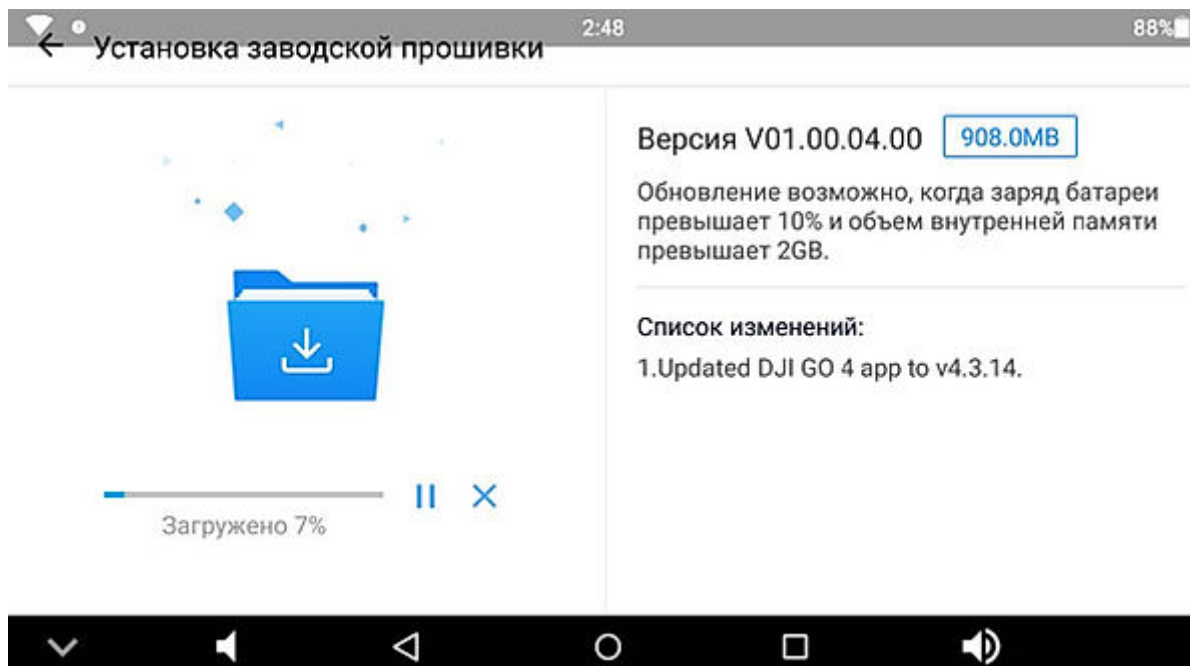 2:48
88%
Установка заводской прошивки
Версия V01.00.04.00
908.0MB
Обновление возможно, когда заряд батареи
превышает 10% и объем внутренней памяти
превышает 2GB.
Список изменений:
1.Updated DJI GO 4 app to v4.3.14.
Загружено 7%